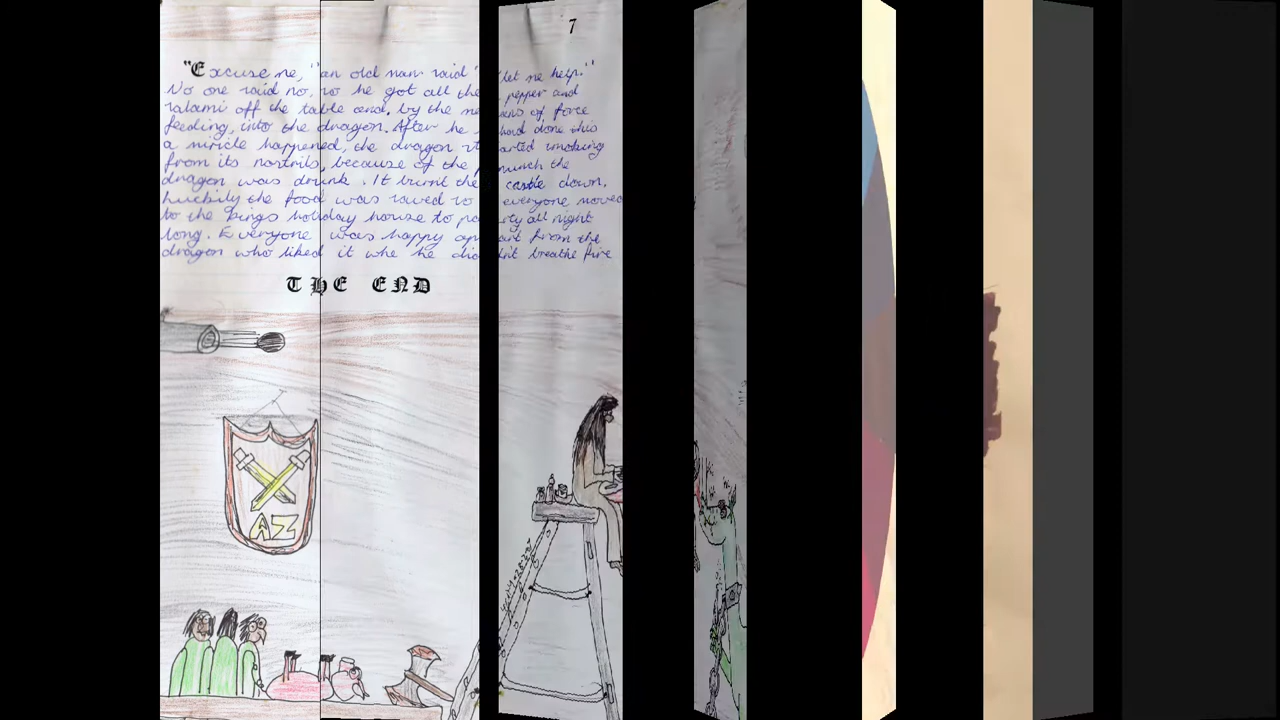 7
"Excuse me, "an old man said "let me help."
No one said no, so he got all the pepper and
salami off the table and, by the means of force
feeding, into the dragon. After he had done this
a miricle happened, the dragon started smoking
from its nostrils, because of the punch the
dragon was drunk. It burnt the castle down.
Luckily the food was saved so everyone moved
to the kings holiday house to party all night
long. Everyone was happy apart from the
dragon who liked it whe he didn't breathe fire
THE END
AZ